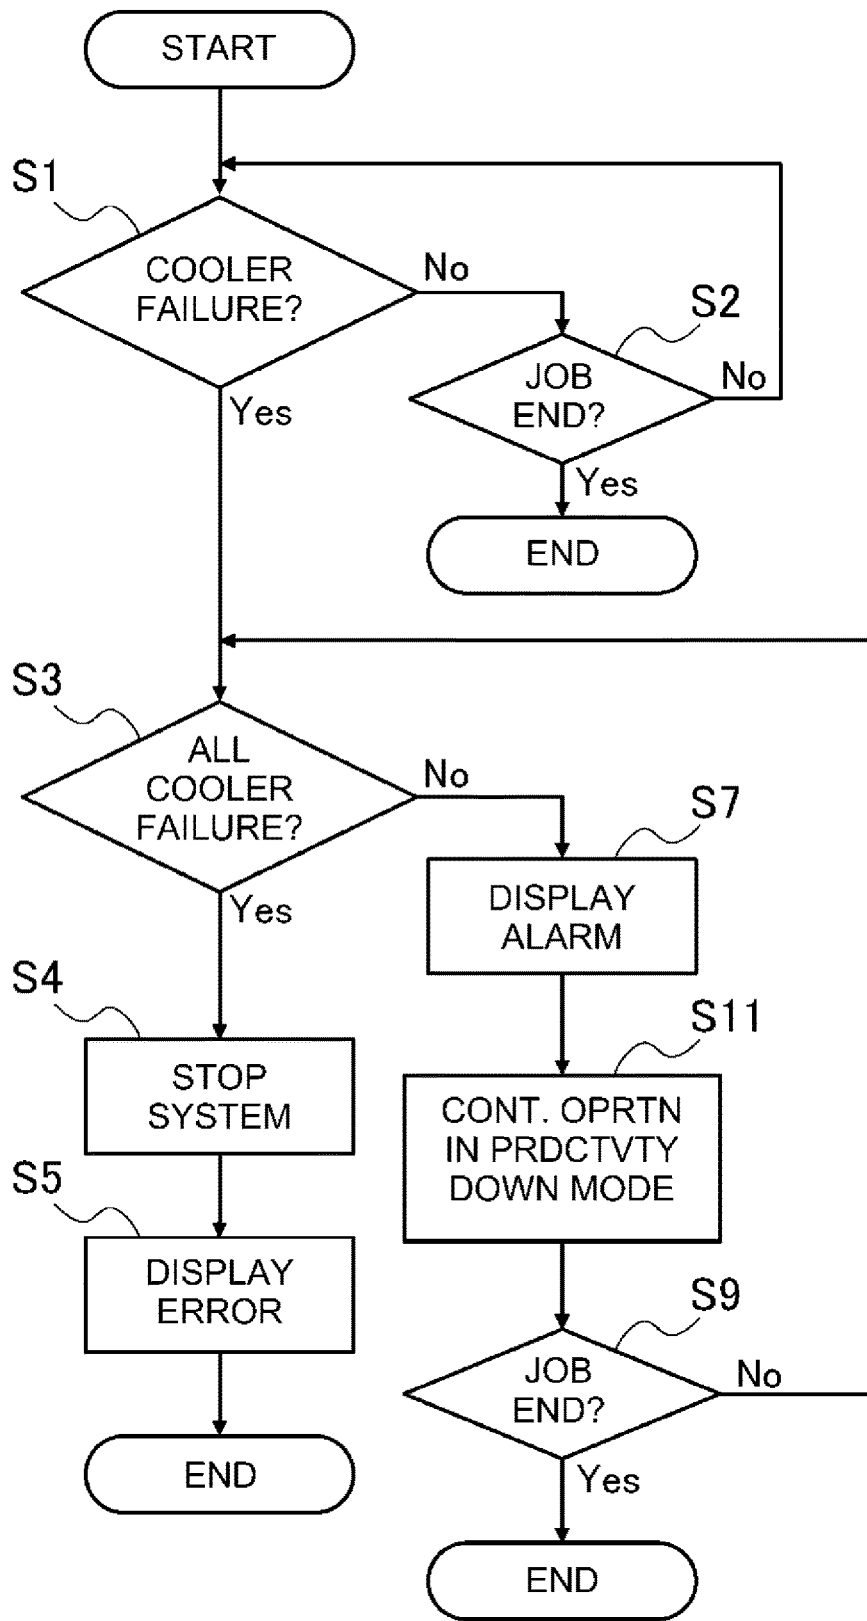 START
S1
COOLER
FAILURE?
No
Yes
S2
JOB
END?
No
Yes
END
S3
ALL
COOLER
FAILURE?
No
Yes
S7
DISPLAY
ALARM
S4
STOP
SYSTEM
S11
CONT. OPRTN
IN PRDCTVTY
DOWN MODE
S5
DISPLAY
ERROR
S9
JOB
END?
No
Yes
END
END